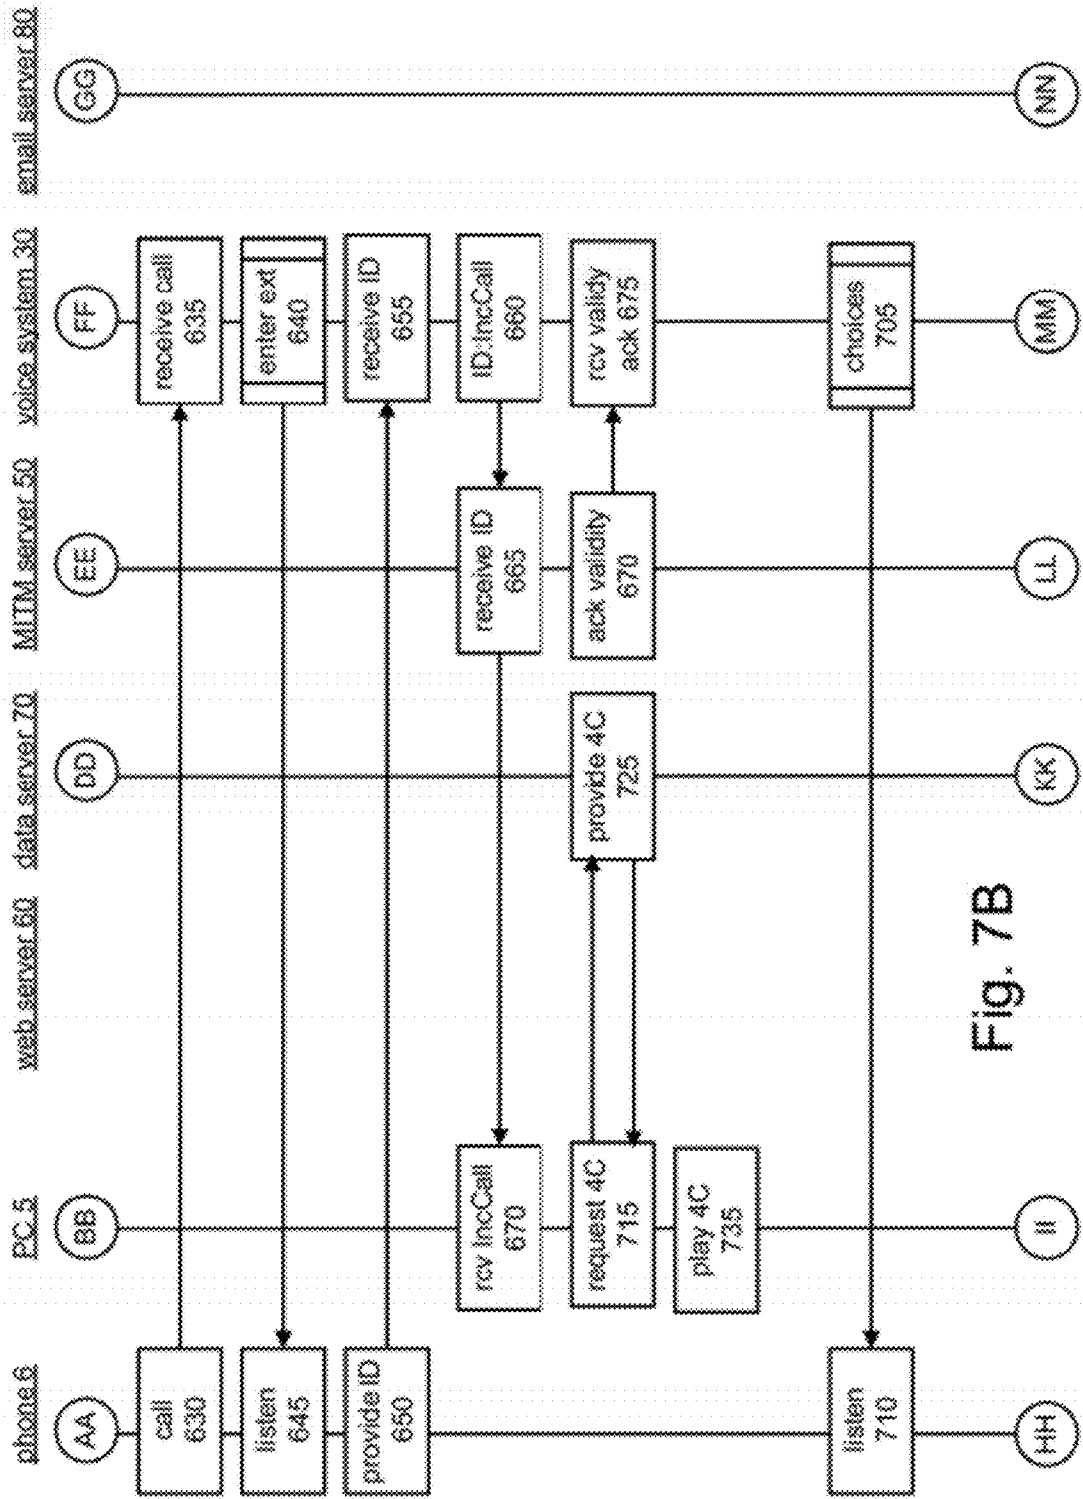 phone 6
PC 5
web server 60
data server 70
MITM server 50
voice system 30
email server 80
AA
BB
DD
EE
FF
GG
call
630
receive call
635
listen
645
enter ext
640
provide ID
650
receive ID
655
rcv IncCall
670
receive ID
665
ID:IncCall
660
request 4C
715
provide 4C
725
ack validity
670
rcv validy
ack 675
play 4C
735
listen
710
choices
705
HH
II
KK
LL
MM
NN
Fig. 7B